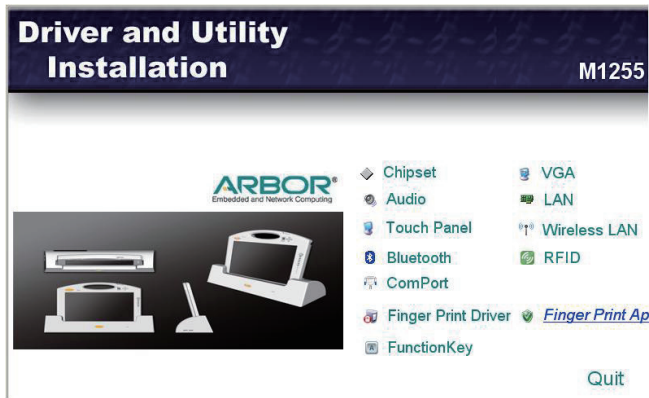 Driver and Utility
Installation
M1255
ARBOR®
Embedded and Network Computing
Chipset
VGA
Audio
LAN
Touch Panel
Wireless LAN
Bluetooth
RFID
ComPort
Finger Print Driver
Finger Print Ap
FunctionKey
Quit